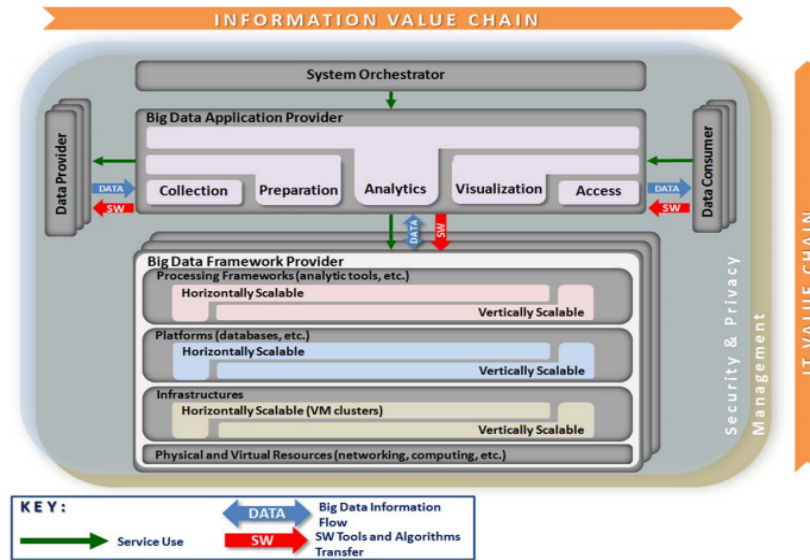 INFORMATION VALUE CHAIN
System Orchestrator
Big Data Application Provider
Collection
Preparation
Analytics
Visualization
Access
Data Provider
DATA
SW
Data Consumer
DATA
SW
DATA
SW
Big Data Framework Provider
Processing Frameworks (analytic tools, etc.)
Horizontally Scalable
Vertically Scalable
Platforms (databases, etc.)
Horizontally Scalable
Vertically Scalable
Infrastructures
Horizontally Scalable (VM clusters)
Vertically Scalable
Physical and Virtual Resources (networking, computing, etc.)
Security & Privacy
Management
IT VALUE CHAIN
KEY:
Service Use
DATA
Big Data Information
Flow
SW
SW Tools and Algorithms
Transfer